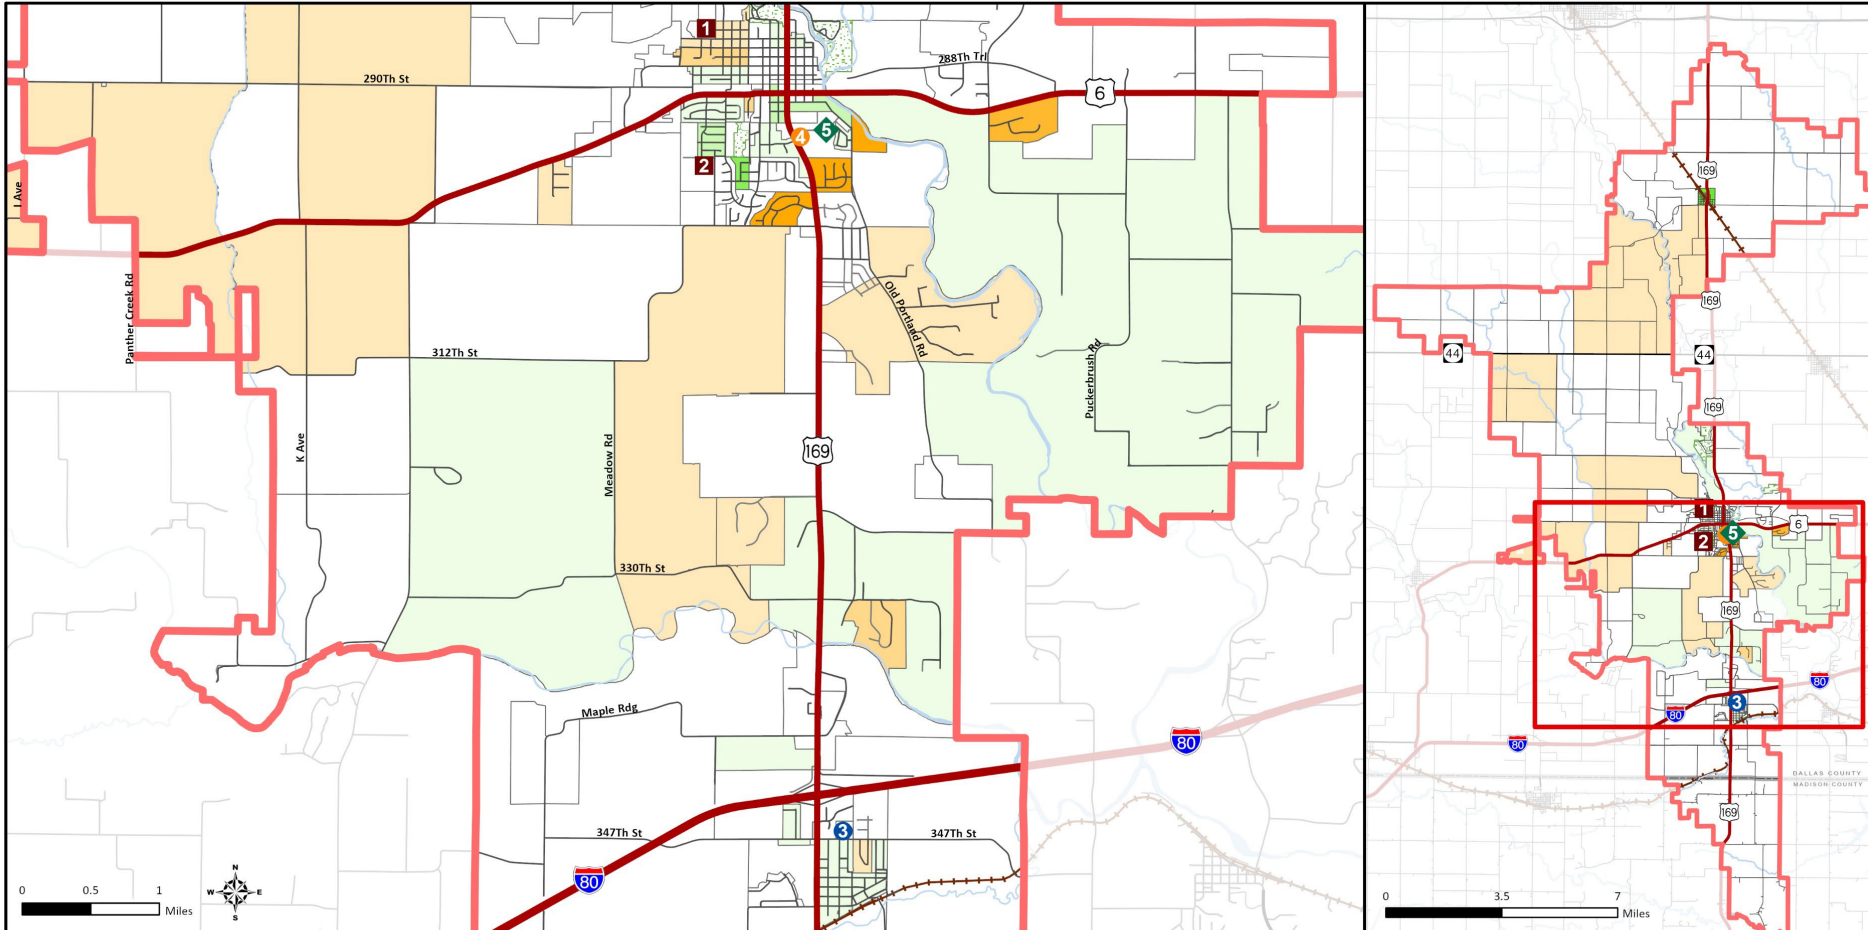 1
290Th St
288Th Trl
6
4
5
2
I Ave
Panther Creek Rd
Old Portland Rd
312Th St
Puckerbrush Rd
K Ave
Meadow Rd
169
330Th St
Maple Rdg
80
347Th St
3
347Th St
80
0 0.5 1
Miles
N
W E
S
169
169
44
44
169
1
6
5
2
169
80
3
80
80
DALLAS COUNTY
MADISON COUNTY
169
0 3.5 7
Miles